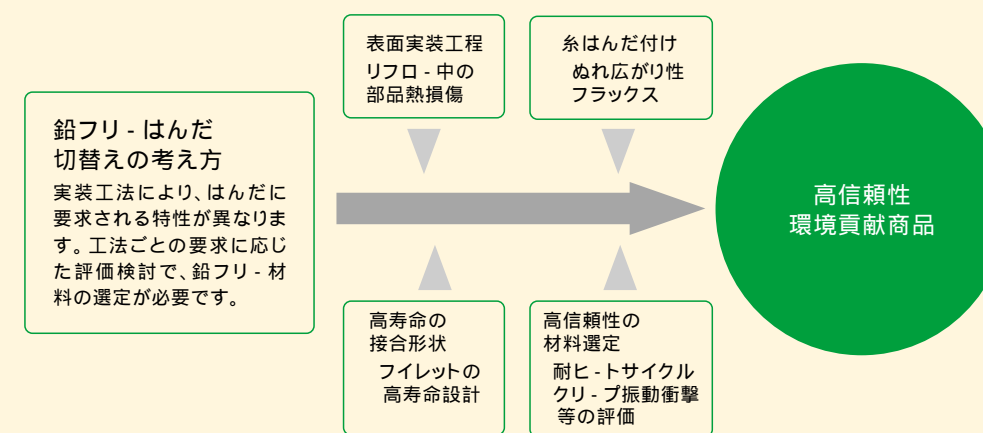 鉛フリ-はんだ
切替えの考え方
実装工法により、はんだに
要求される特性が異なりま
す。工法ごとの要求に応じ
た評価検討で、鉛フリ-材
料の選定が必要です。
表面実装工程
リフロ-中の
部品熱損傷
糸はんだ付け
ぬれ広がり性
フラックス
高寿命の
接合形状
フイレットの
高寿命設計
高信頼性の
材料選定
耐ヒ-トサイクル
クリ-プ振動衝撃
等の評価
高信頼性
環境貢献商品